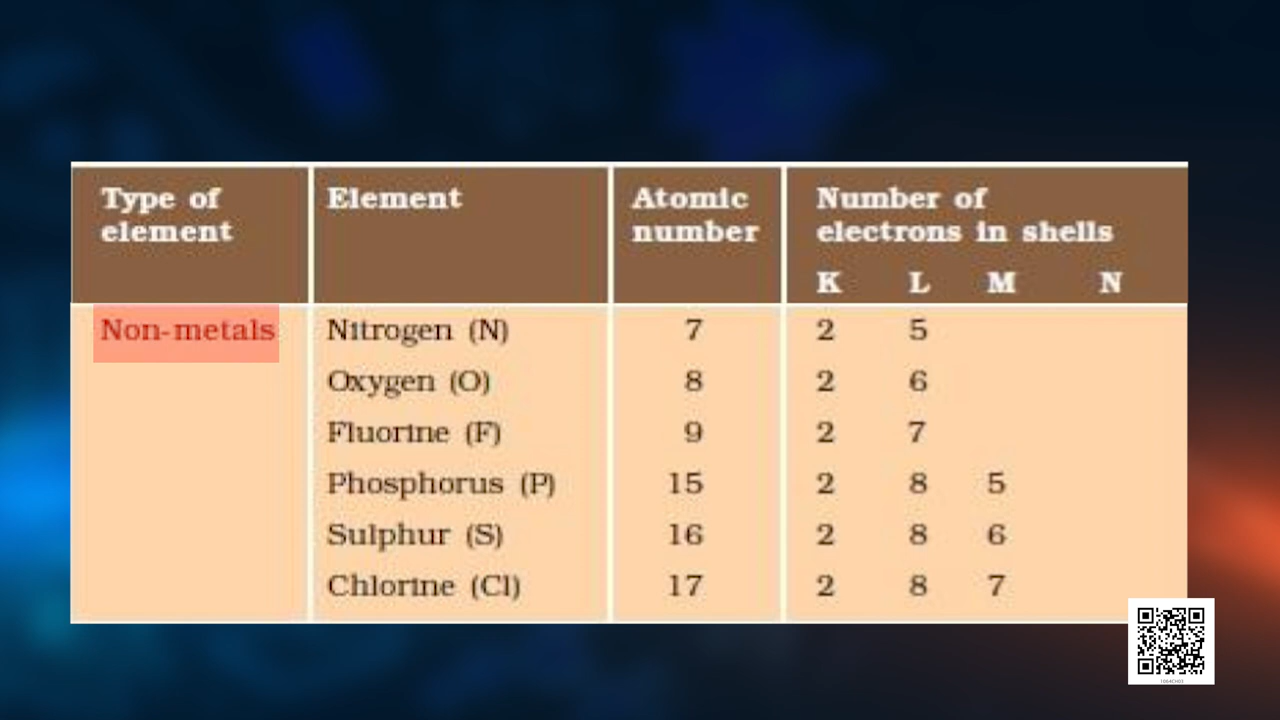 Type of element Element Atomic number Number of electrons in shells
K L M N
Non-metals Nitrogen (N) 7 2 5
Oxygen (O) 8 2 6
Fluorine (F) 9 2 7
Phosphorus (P) 15 2 8 5
Sulphur (S) 16 2 8 6
Chlorine (Cl) 17 2 8 7